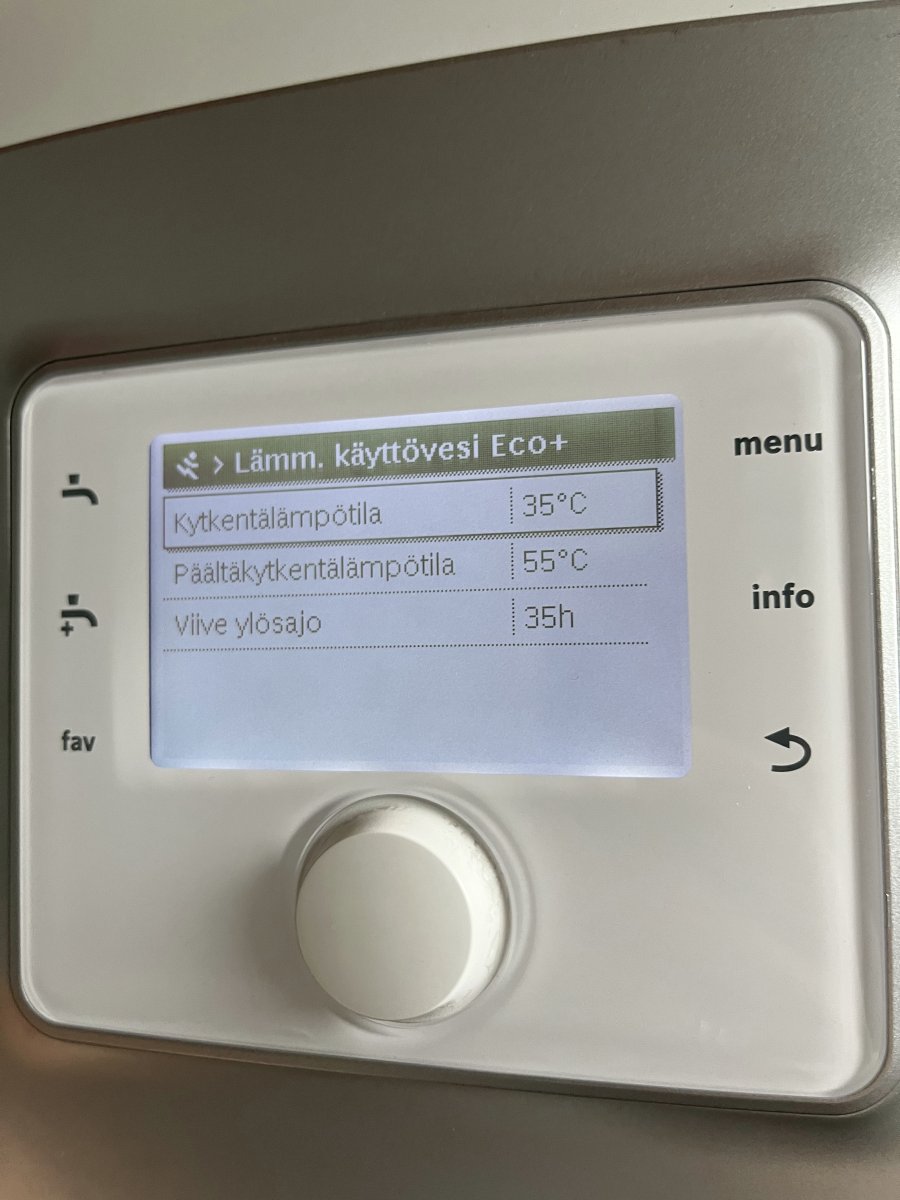 > Lämm. käyttövesi Eco+
Kytkentälämpötila 35°C
Päältäkytkentälämpötila 55°C
Viive ylösajo 35h
menu
info
+
fav